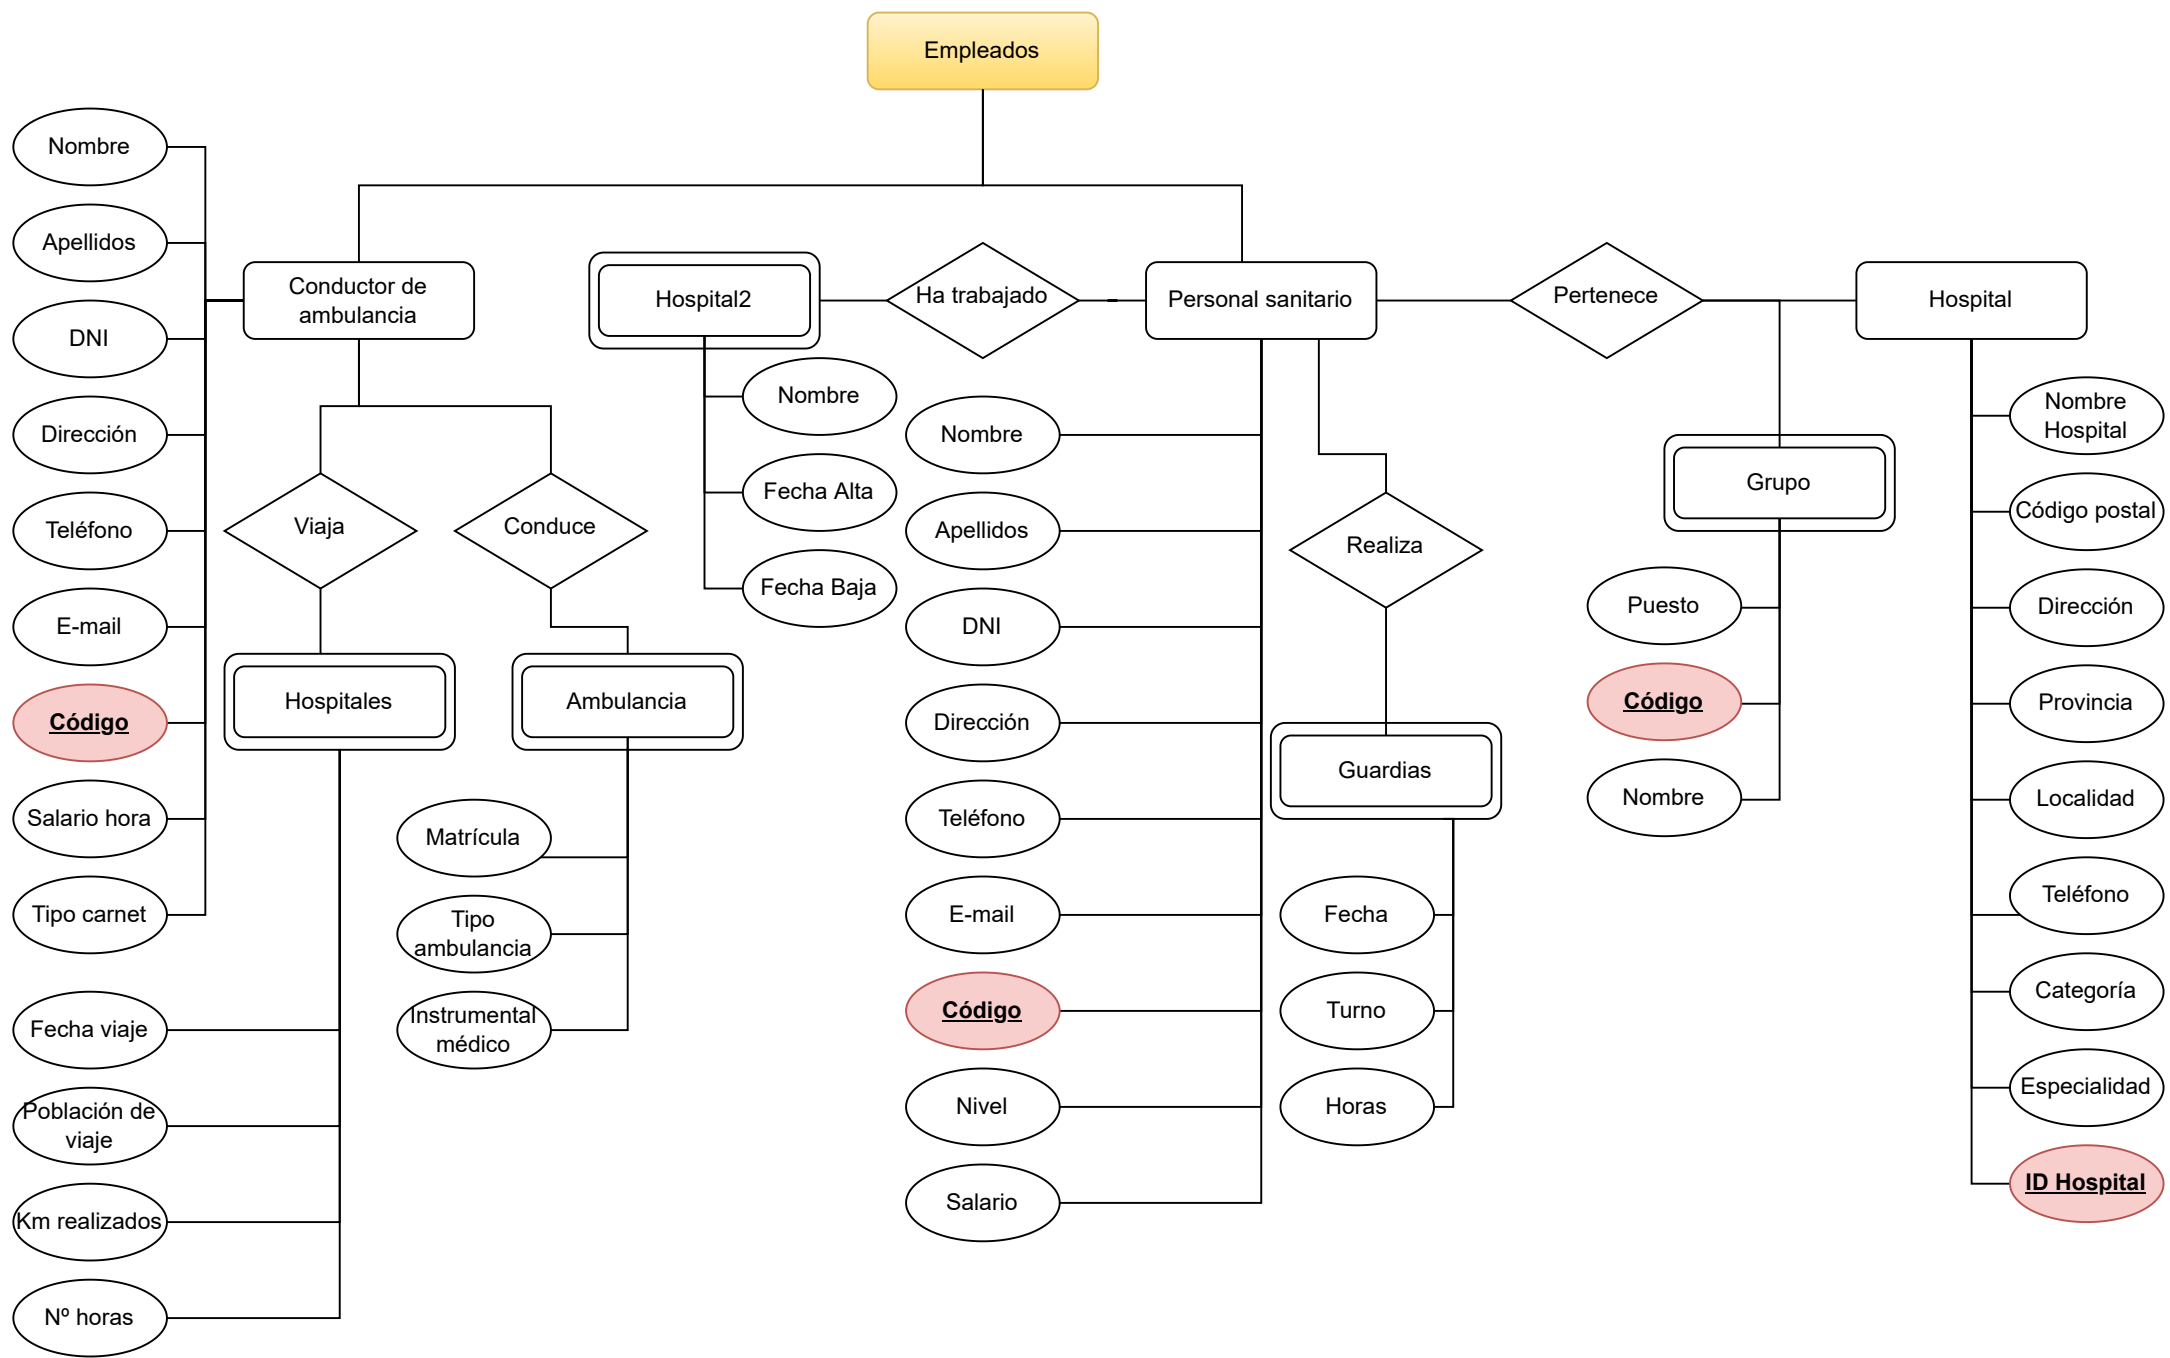 Empleados
Nombre
Apellidos
DNI
Dirección
Teléfono
E-mail
Código
Salario hora
Tipo carnet
Conductor de
ambulancia
Viaja
Conduce
Hospitales
Fecha viaje
Población de
viaje
Km realizados
Nº horas
Ambulancia
Matrícula
Tipo
ambulancia
Instrumental
médico
Hospital2
Nombre
Fecha Alta
Fecha Baja
Ha trabajado
Personal sanitario
Nombre
Apellidos
DNI
Dirección
Teléfono
E-mail
Código
Nivel
Salario
Realiza
Guardias
Fecha
Turno
Horas
Pertenece
Grupo
Puesto
Código
Nombre
Hospital
Nombre
Hospital
Código postal
Dirección
Provincia
Localidad
Teléfono
Categoría
Especialidad
ID Hospital